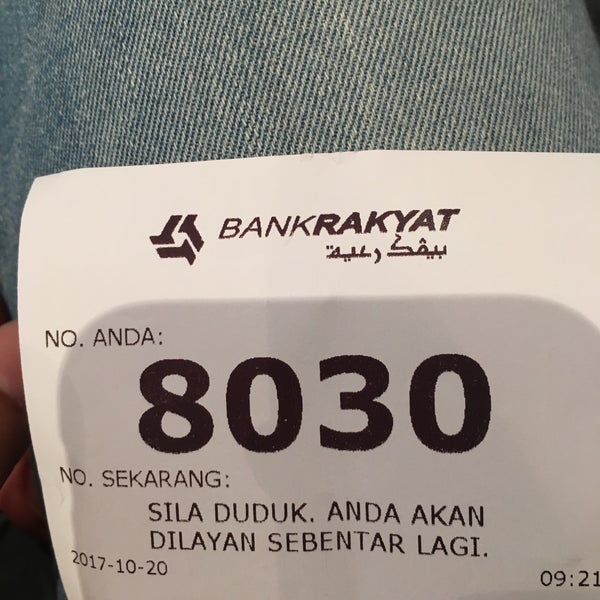 BANKRAKYAT
بيڤك رعية
NO. ANDA:
8030
NO. SEKARANG:
SILA DUDUK. ANDA AKAN
DILAYAN SEBENTAR LAGI.
2017-10-20
09:21